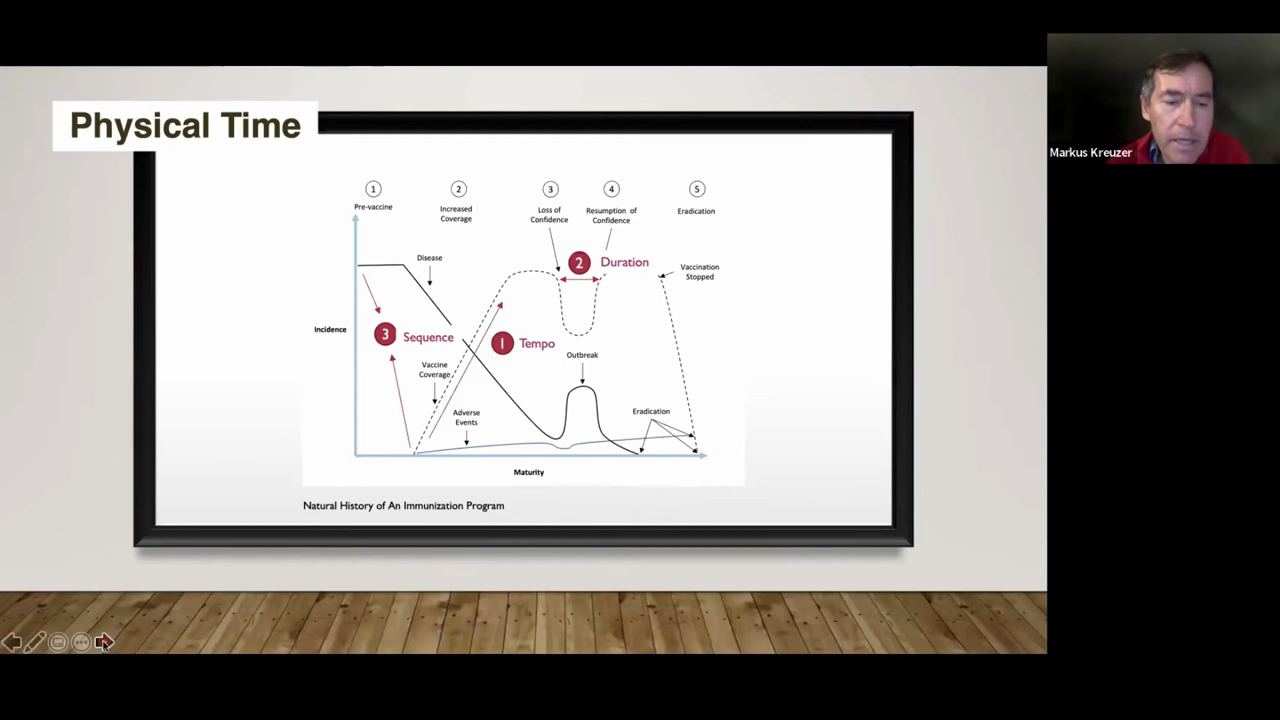 Physical Time
Markus Kreuzer
1
2
3
4
5
Pre-vaccine
Increased
Coverage
Loss of
Confidence
Resumption of
Confidence
Eradication
Disease
2 Duration
Vaccination
Stopped
Incidence
3 Sequence
1 Tempo
Outbreak
Vaccine
Coverage
Adverse
Events
Eradication
Maturity
Natural History of An Immunization Program